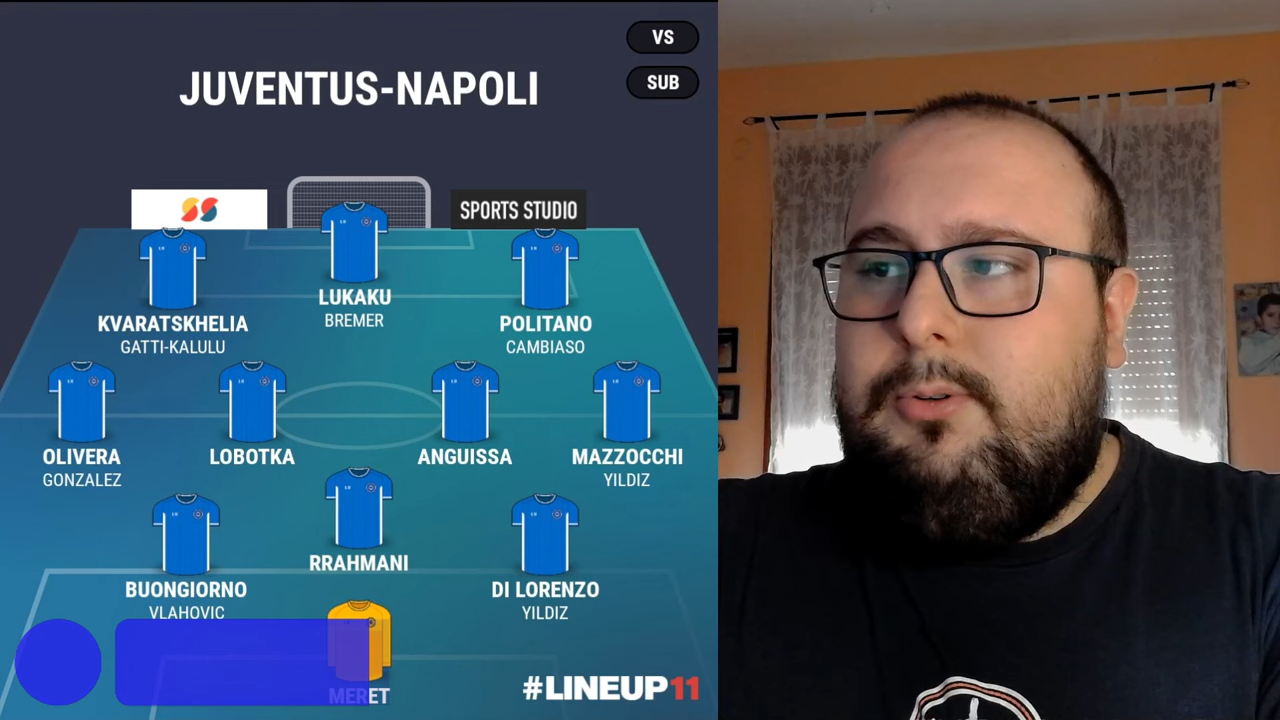 VS
SUB
JUVENTUS-NAPOLI
SPORTS STUDIO
LUKAKU
BREMER
KVARATSKHELIA
GATTI-KALULU
POLITANO
CAMBIASO
OLIVERA
GONZALEZ
LOBOTKA
ANGUISSA
MAZZOCCHI
YILDIZ
RRAHMANI
BUONGIORNO
VLAHOVIC
DI LORENZO
YILDIZ
MERET
#LINEUP11